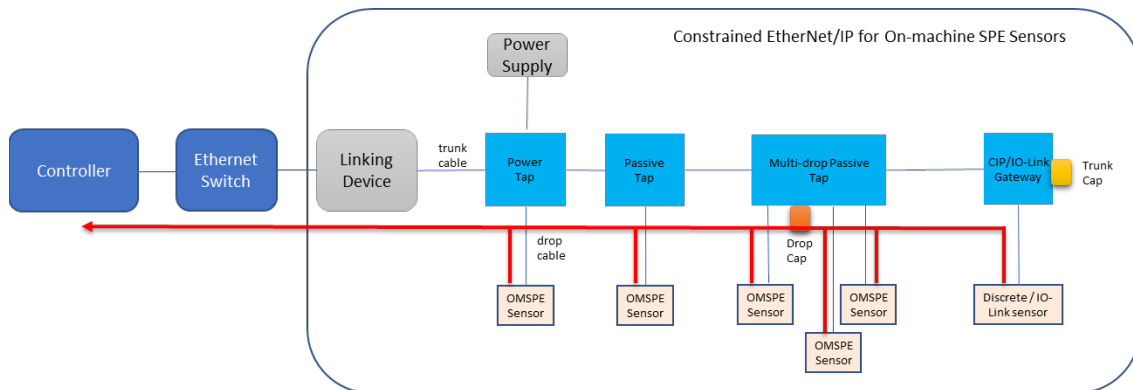 Constrained EtherNet/IP for On-machine SPE Sensors
Power
Supply
Controller
Ethernet
Switch
Linking
Device
trunk
cable
Power
Tap
Passive
Tap
Multi-drop Passive
Tap
CIP/IO-Link
Gateway
Trunk
Cap
drop
cable
Drop
Cap
OMSPE
Sensor
OMSPE
Sensor
OMSPE
Sensor
OMSPE
Sensor
OMSPE
Sensor
Discrete / IO-
Link sensor